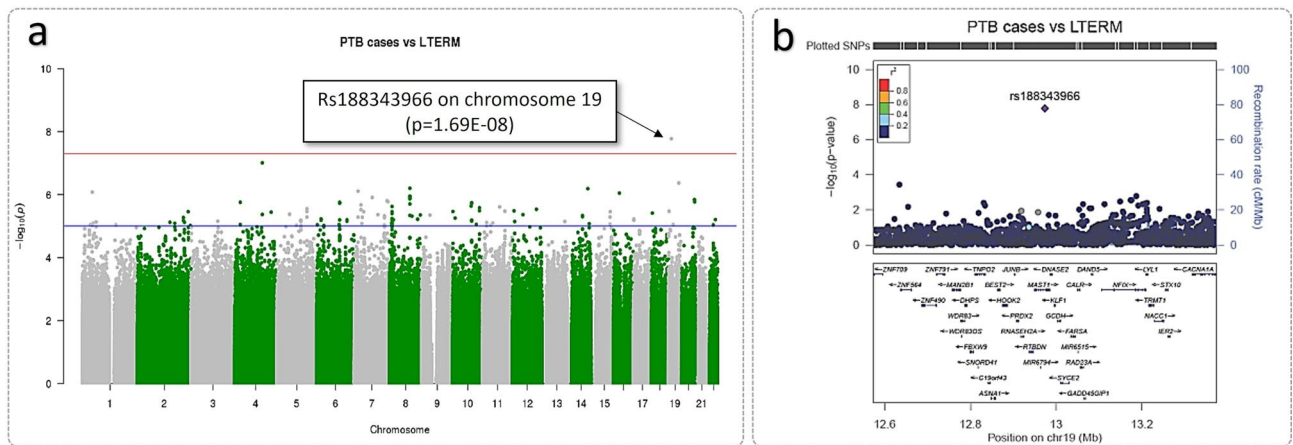 a
PTB cases vs LTERM
Rs188343966 on chromosome 19
(p=1.69E-08)
10
8
6
4
2
0
-log10(p)
1 2 3 4 5 6 7 8 9 10 11 12 13 14 15 17 19 21
Chromosome
b
PTB cases vs LTERM
Plotted SNPs
10
8
6
4
2
0
-log10(p-value)
r2
0.8
0.6
0.4
0.2
rs188343966
100
80
60
40
20
0
Recombination rate (cM/Mb)
←ZNF709 ZNF791→ ←TNPO2 JUNB→ ←DNASE2 DAND5→ ←LYL1 ←CACNA1A
←ZNF564 ←MAN2B1 BEST2→ MAST1→ CALR→ NFIX→ ←STX10
←ZNF490 ←DHPS ←HOOK2 ←KLF1 ←TRMT1
WDR83→ ←PRDX2 GCDH→ NACC1→
←WDR83OS RNASEH2A→ ←FARSA IER2→
←FBXW9 ←RTBDN MIR6515→
←SNORD41 MIR6794→ RAD23A→
←C19orf43 ←SYCE2
ASNA1→ ←GADD45GIP1
12.6 12.8 13 13.2
Position on chr19 (Mb)